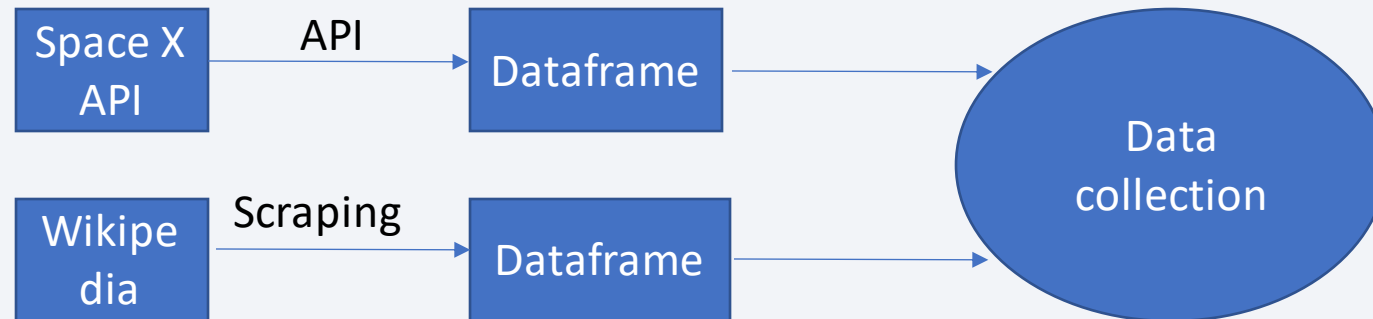 Space X
API
API
Dataframe
Data
collection
Wikipe
dia
Scraping
Dataframe